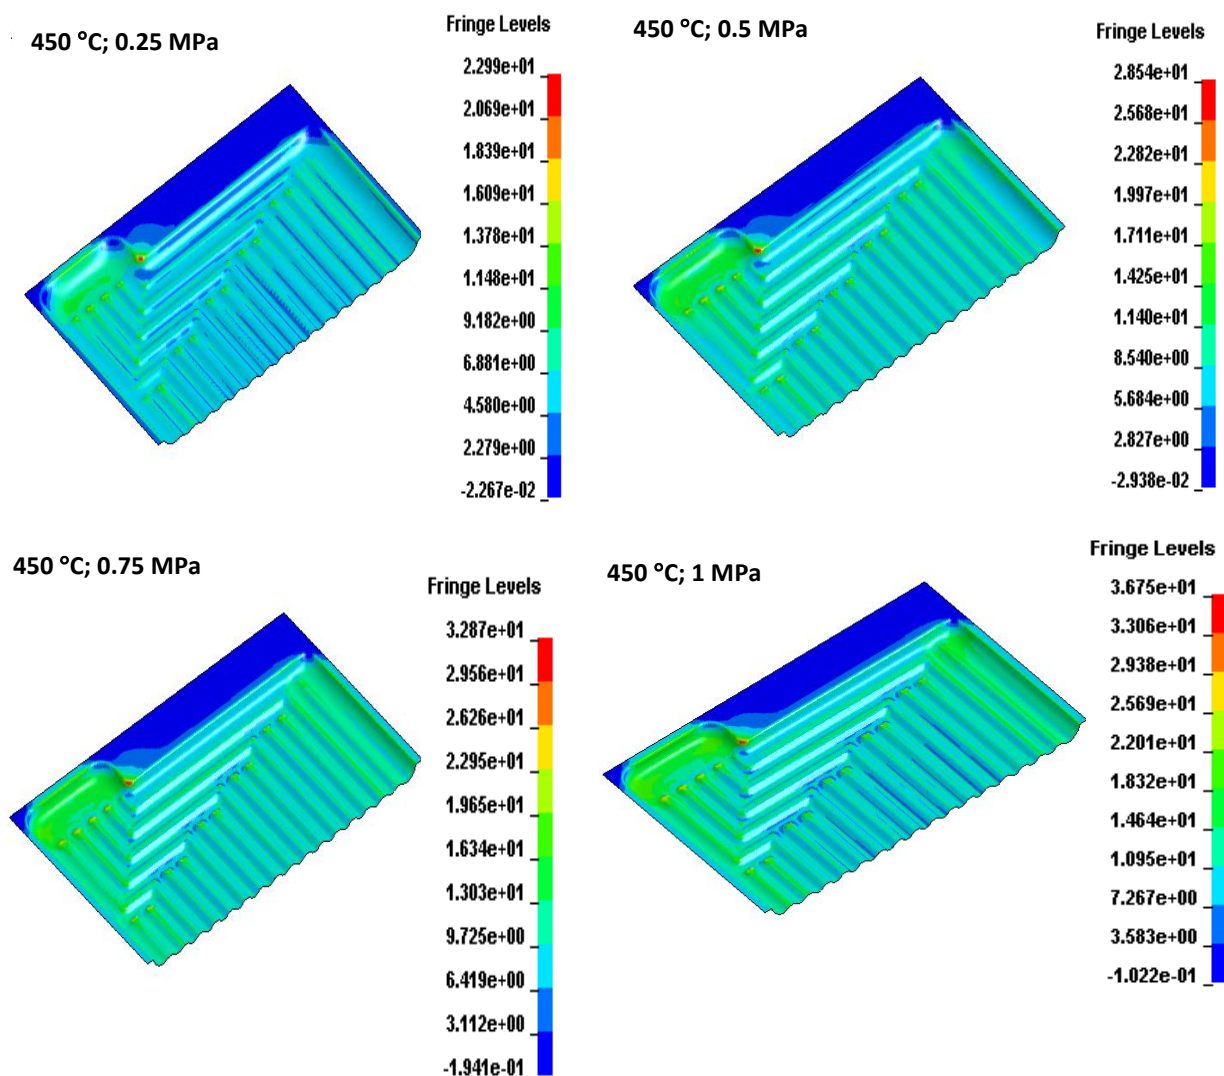 450 °C; 0.25 MPa
Fringe Levels
2.299e+01
2.069e+01
1.839e+01
1.609e+01
1.378e+01
1.148e+01
9.182e+00
6.881e+00
4.580e+00
2.279e+00
-2.267e-02
450 °C; 0.5 MPa
Fringe Levels
2.854e+01
2.568e+01
2.282e+01
1.997e+01
1.711e+01
1.425e+01
1.140e+01
8.540e+00
5.684e+00
2.827e+00
-2.938e-02
450 °C; 0.75 MPa
Fringe Levels
3.287e+01
2.956e+01
2.626e+01
2.295e+01
1.965e+01
1.634e+01
1.303e+01
9.725e+00
6.419e+00
3.112e+00
-1.941e-01
450 °C; 1 MPa
Fringe Levels
3.675e+01
3.306e+01
2.938e+01
2.569e+01
2.201e+01
1.832e+01
1.464e+01
1.095e+01
7.267e+00
3.583e+00
-1.022e-01